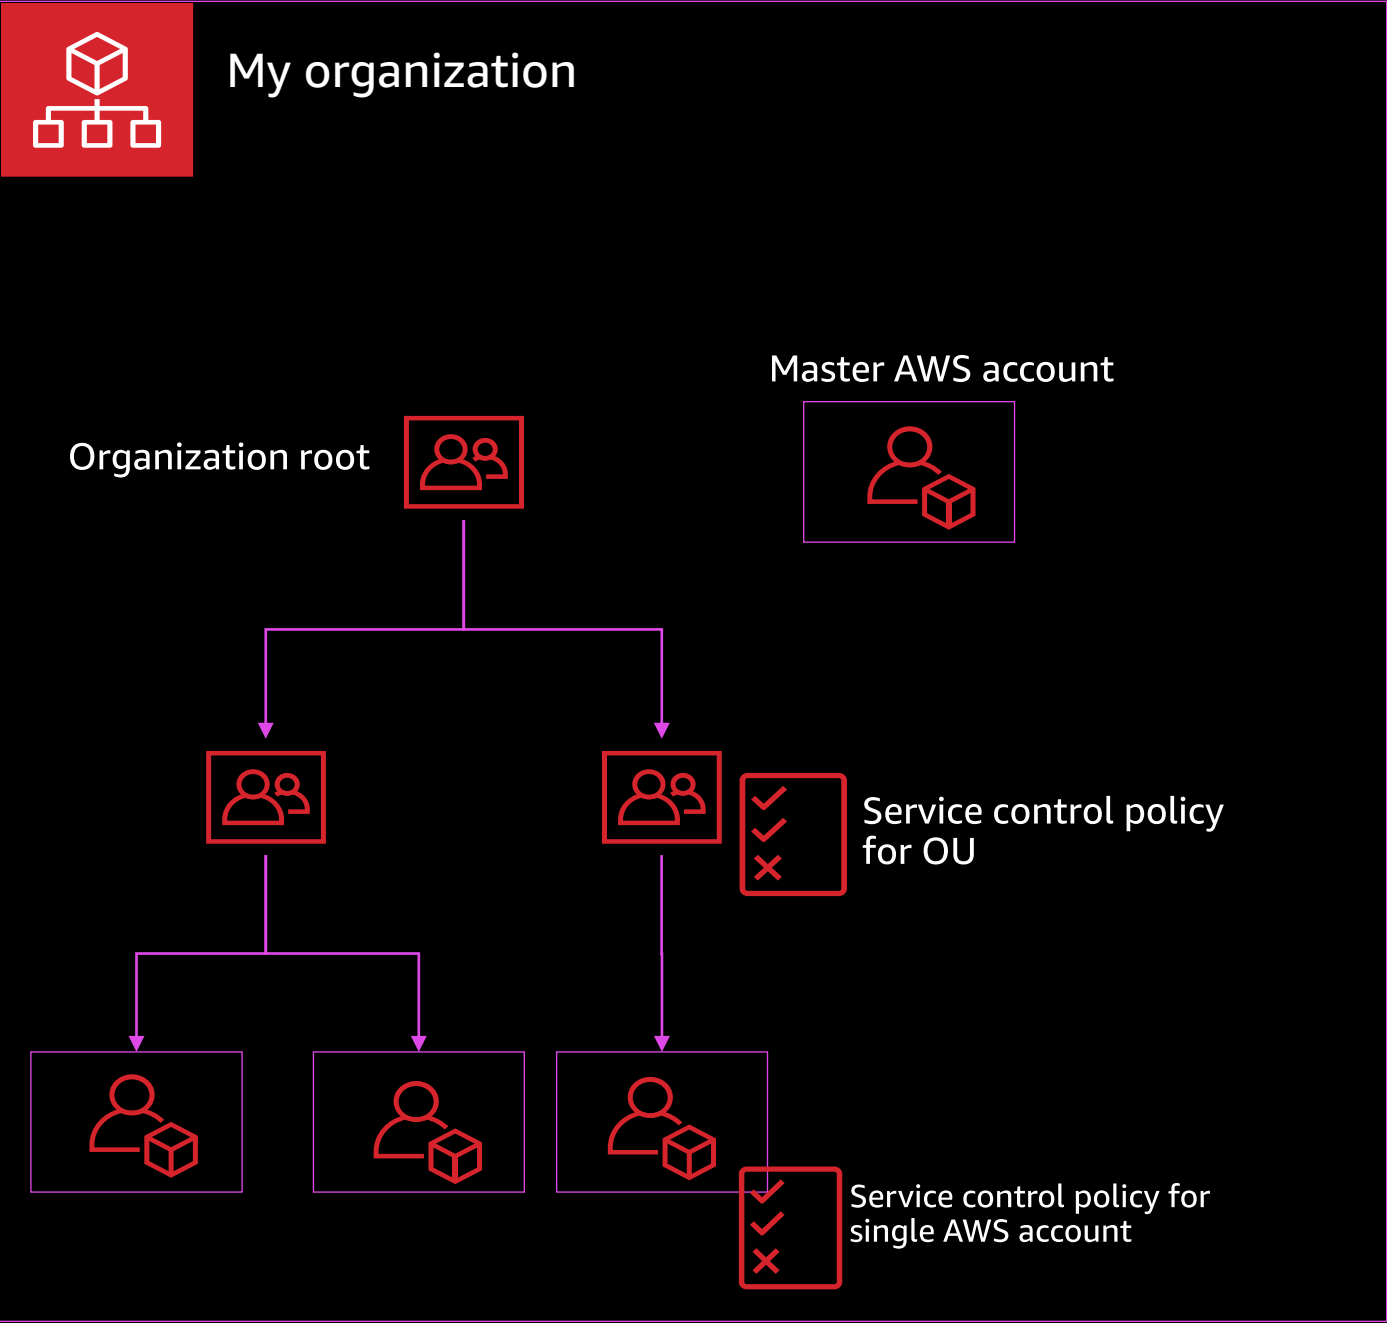 My organization
Master AWS account
Organization root
Service control policy
for OU
Service control policy for
single AWS account